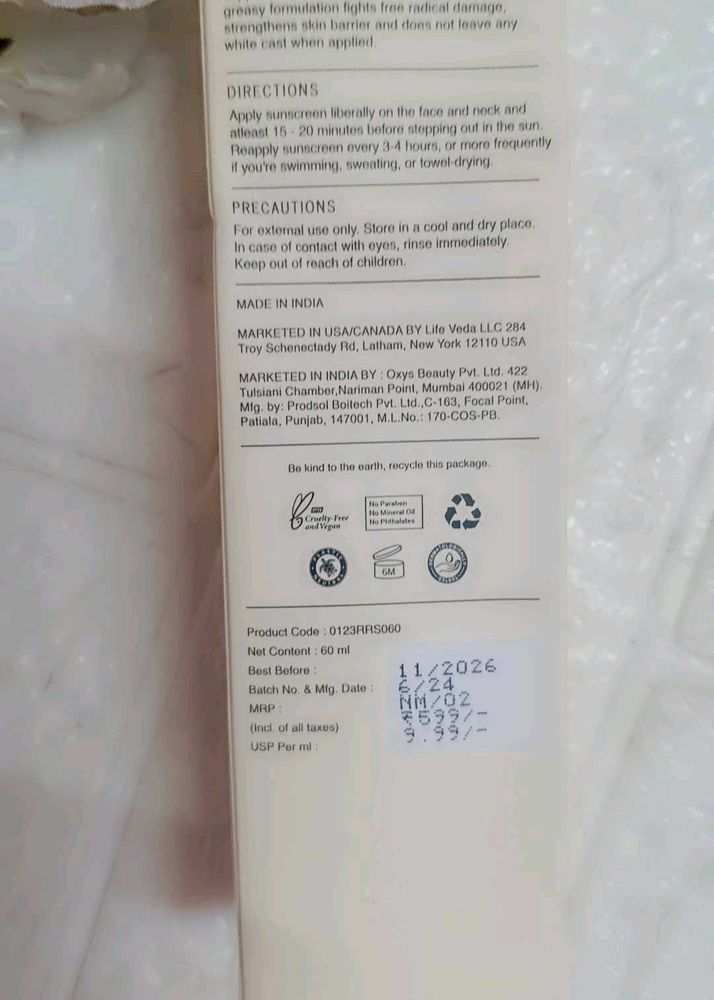 greasy formulation fights free radical damage,
strengthens skin barrier and does not leave any
white cast when applied.
DIRECTIONS
Apply sunscreen liberally on the face and neck and
atleast 15 - 20 minutes before stepping out in the sun.
Reapply sunscreen every 3-4 hours, or more frequently
if you're swimming, sweating, or towel-drying.
PRECAUTIONS
For external use only. Store in a cool and dry place.
In case of contact with eyes, rinse immediately.
Keep out of reach of children.
MADE IN INDIA
MARKETED IN USA/CANADA BY Life Veda LLC 284
Troy Schenectady Rd, Latham, New York 12110 USA
MARKETED IN INDIA BY : Oxys Beauty Pvt. Ltd. 422
Tulsiani Chamber,Nariman Point, Mumbai 400021 (MH).
Mfg. by: Prodsol Boitech Pvt. Ltd.,C-163, Focal Point,
Patiala, Punjab, 147001, M.L.No.: 170-COS-PB.
Be kind to the earth, recycle this package.
PETA
Cruelty-Free
and Vegan
No Paraben
No Mineral Oil
No Phthalates
PLASTIC
NEUTRAL
6M
DERMATOLOGICALLY
Product Code : 0123RRS060
Net Content : 60 ml
Best Before : 11/2026
Batch No. & Mfg. Date : 6/24
NM/02
MRP : ₹599/-
(Incl. of all taxes) 9.99/-
USP Per ml :